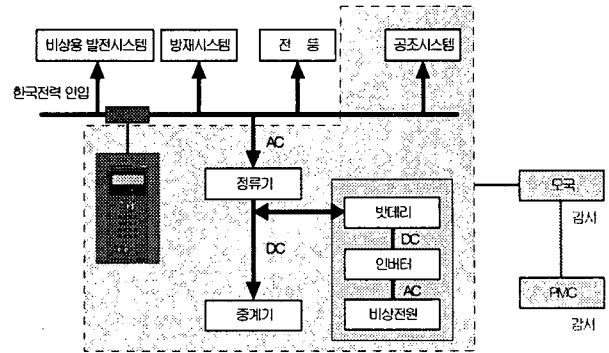 비상용 발전시스템
방재시스템
전 등
공조시스템
한국전력 인입
AC
정류기
밧데리
모국
감시
DC
DC
인버터
AC
PMC
중계기
비상전원
감시